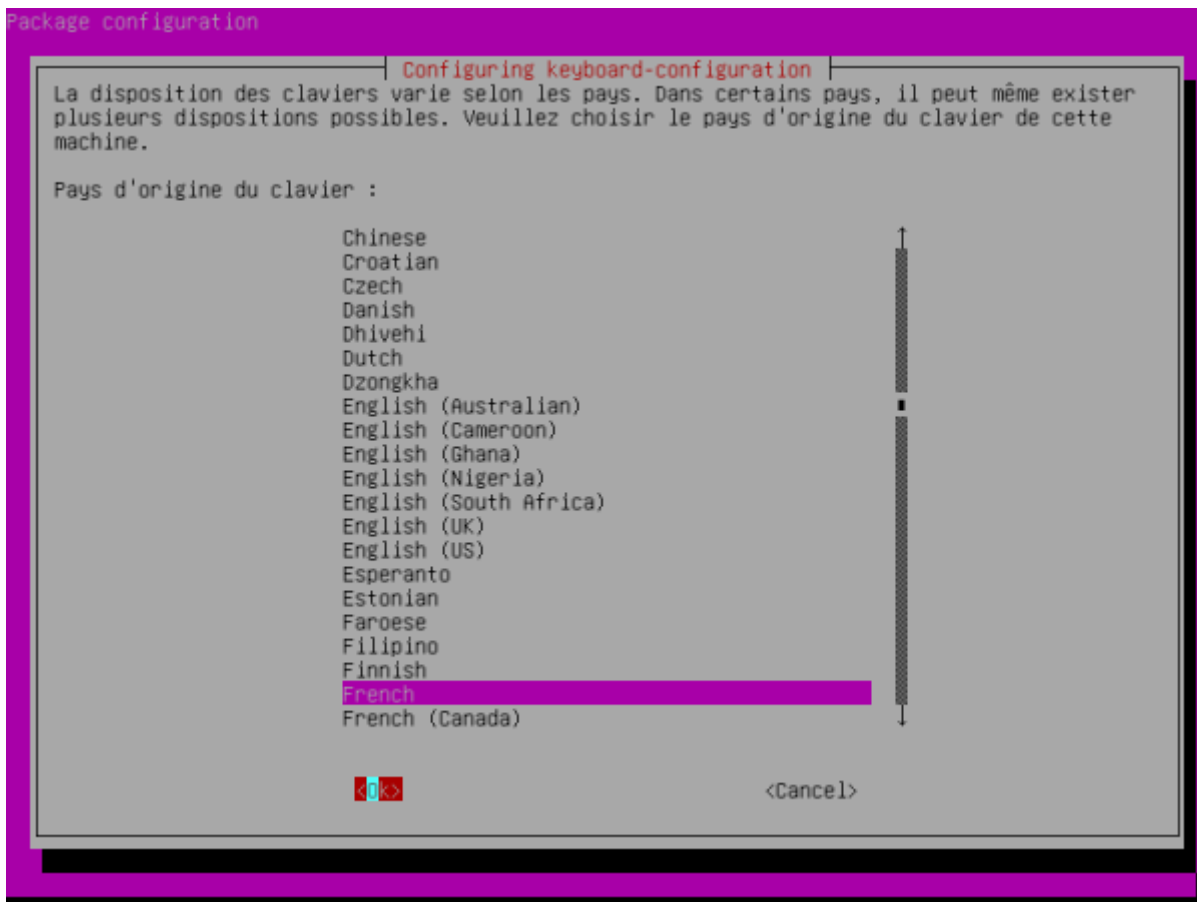 Package configuration
Configuring keyboard-configuration
La disposition des claviers varie selon les pays. Dans certains pays, il peut même exister
plusieurs dispositions possibles. Veuillez choisir le pays d'origine du clavier de cette
machine.
Pays d'origine du clavier :
Chinese
Croatian
Czech
Danish
Dhivehi
Dutch
Dzongkha
English (Australian)
English (Cameroon)
English (Ghana)
English (Nigeria)
English (South Africa)
English (UK)
English (US)
Esperanto
Estonian
Faroese
Filipino
Finnish
French
French (Canada)
<Ok> <Cancel>